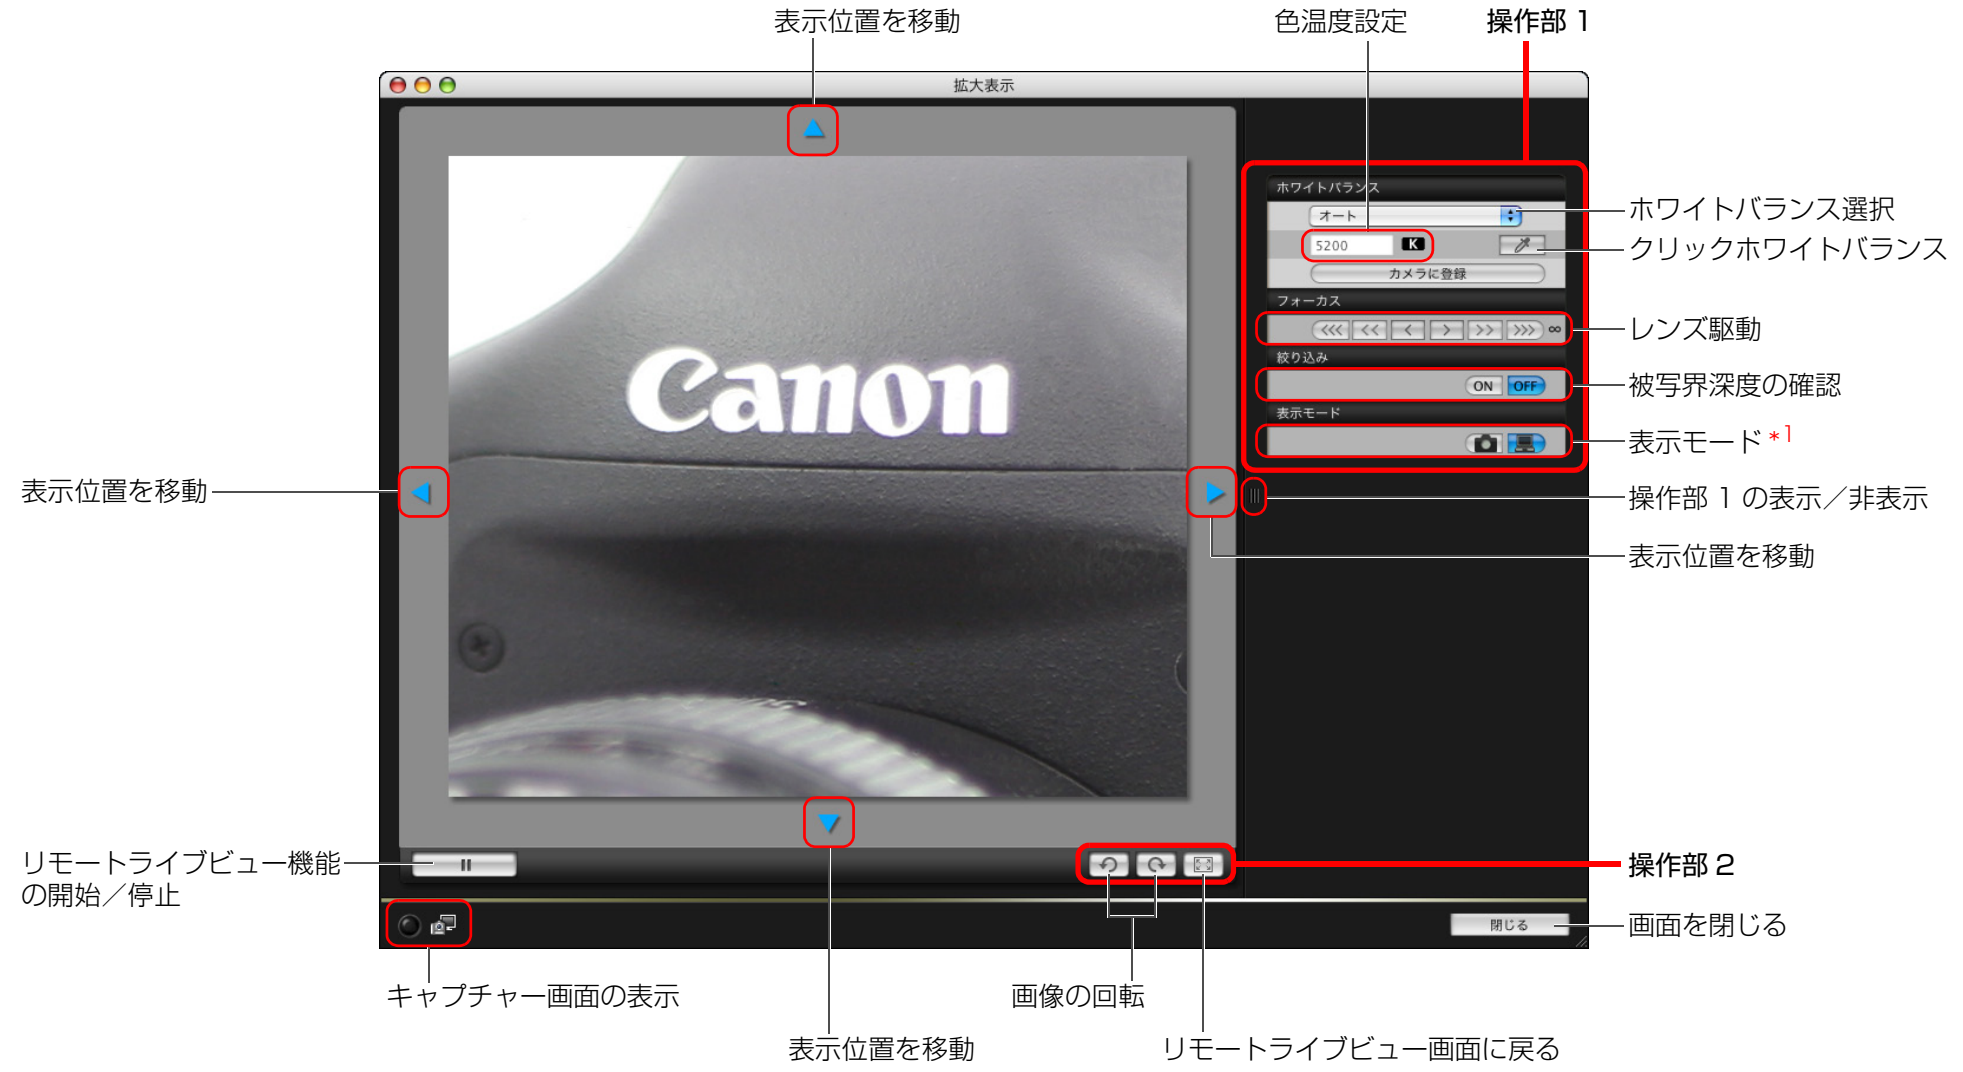 表示位置を移動
色温度設定
操作部 1
拡大表示
ホワイトバランス
オート
ホワイトバランス選択
5200 K
クリックホワイトバランス
カメラに登録
フォーカス
<<< << < > >> >>> ∞
レンズ駆動
絞り込み
ON OFF
被写界深度の確認
表示モード
表示モード *1
Canon
表示位置を移動
操作部 1 の表示／非表示
表示位置を移動
リモートライブビュー機能
の開始／停止
操作部 2
閉じる
画面を閉じる
キャプチャー画面の表示
画像の回転
表示位置を移動
リモートライブビュー画面に戻る